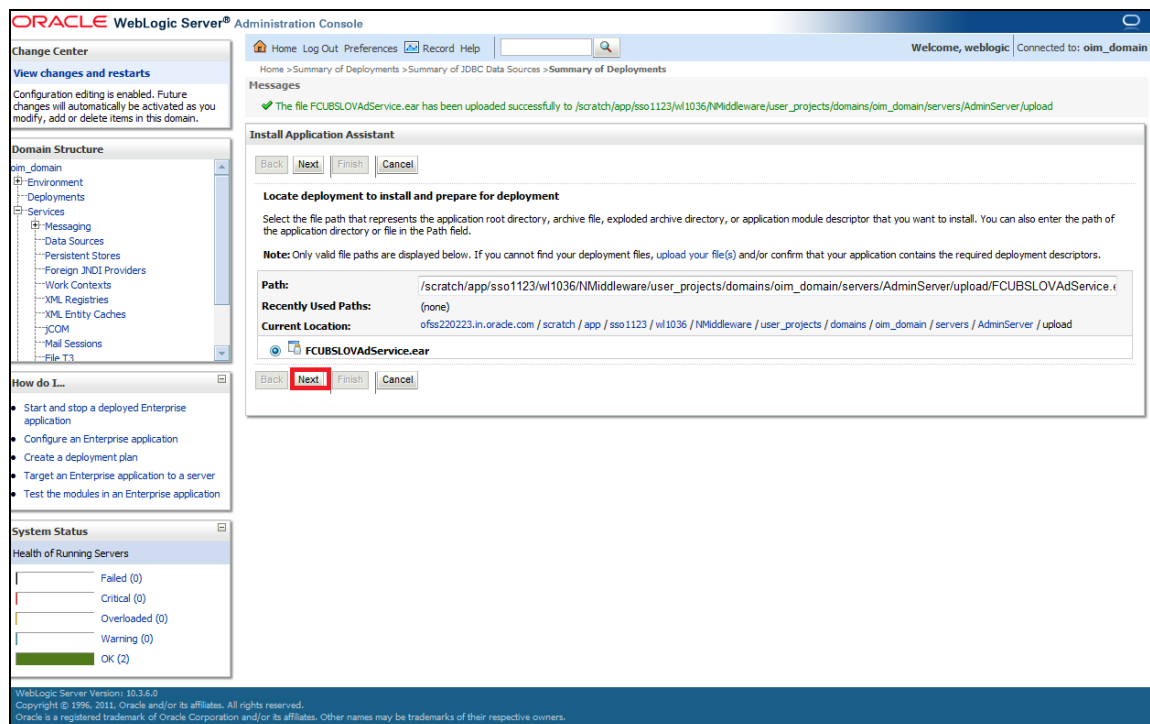 ORACLE WebLogic Server® Administration Console
Change Center
View changes and restarts
Configuration editing is enabled. Future
changes will automatically be activated as you
modify, add or delete items in this domain.
Domain Structure
oim_domain
Environment
Deployments
Services
Messaging
Data Sources
Persistent Stores
Foreign JNDI Providers
Work Contexts
XML Registries
XML Entity Caches
jCOM
Mail Sessions
File T3
How do I...
Start and stop a deployed Enterprise
application
Configure an Enterprise application
Create a deployment plan
Target an Enterprise application to a server
Test the modules in an Enterprise application
System Status
Health of Running Servers
Failed (0)
Critical (0)
Overloaded (0)
Warning (0)
OK (2)
Home Log Out Preferences Record Help
Welcome, weblogic Connected to: oim_domain
Home >Summary of Deployments >Summary of JDBC Data Sources >Summary of Deployments
Messages
The file FCUBSLOVAdService.ear has been uploaded successfully to /scratch/app/sso1123/wl1036/NMiddleware/user_projects/domains/oim_domain/servers/AdminServer/upload
Install Application Assistant
Back Next Finish Cancel
Locate deployment to install and prepare for deployment
Select the file path that represents the application root directory, archive file, exploded archive directory, or application module descriptor that you want to install. You can also enter the path of
the application directory or file in the Path field.
Note: Only valid file paths are displayed below. If you cannot find your deployment files, upload your file(s) and/or confirm that your application contains the required deployment descriptors.
Path: /scratch/app/sso1123/wl1036/NMiddleware/user_projects/domains/oim_domain/servers/AdminServer/upload/FCUBSLOVAdService.e
Recently Used Paths: (none)
Current Location: ofss220223.in.oracle.com / scratch / app / sso1123 / wl1036 / NMiddleware / user_projects / domains / oim_domain / servers / AdminServer / upload
FCUBSLOVAdService.ear
Back Next Finish Cancel
WebLogic Server Version: 10.3.6.0
Copyright © 1996, 2011, Oracle and/or its affiliates. All rights reserved.
Oracle is a registered trademark of Oracle Corporation and/or its affiliates. Other names may be trademarks of their respective owners.